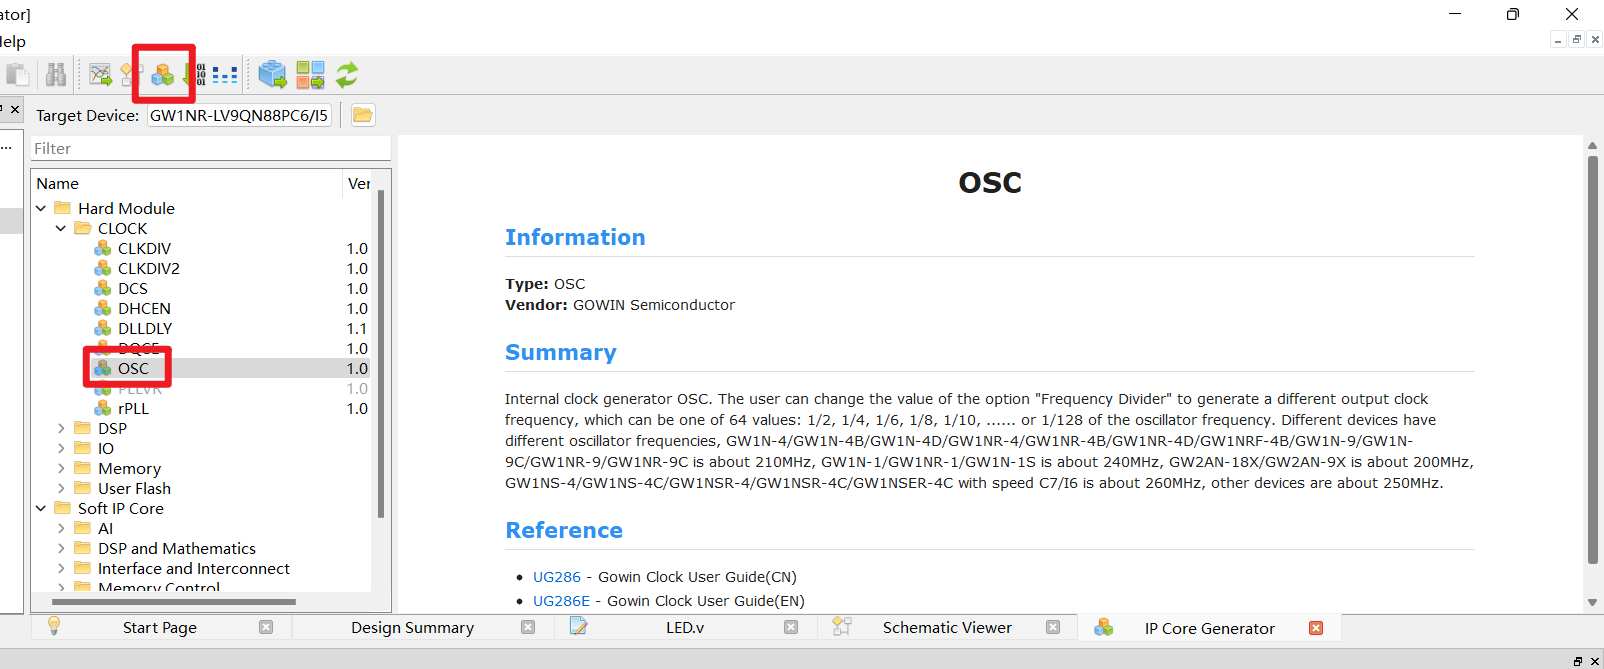 ator]
Help
Target Device: GW1NR-LV9QN88PC6/I5
Filter
Name Ver
Hard Module
CLOCK
CLKDIV 1.0
CLKDIV2 1.0
DCS 1.0
DHCEN 1.0
DLLDLY 1.1
DQCE 1.0
OSC 1.0
PLLVR 1.0
rPLL 1.0
DSP
IO
Memory
User Flash
Soft IP Core
AI
DSP and Mathematics
Interface and Interconnect
Memory Control
OSC
Information
Type: OSC
Vendor: GOWIN Semiconductor
Summary
Internal clock generator OSC. The user can change the value of the option "Frequency Divider" to generate a different output clock
frequency, which can be one of 64 values: 1/2, 1/4, 1/6, 1/8, 1/10, ...... or 1/128 of the oscillator frequency. Different devices have
different oscillator frequencies, GW1N-4/GW1N-4B/GW1N-4D/GW1NR-4/GW1NR-4B/GW1NR-4D/GW1NRF-4B/GW1N-9/GW1N-
9C/GW1NR-9/GW1NR-9C is about 210MHz, GW1N-1/GW1NR-1/GW1N-1S is about 240MHz, GW2AN-18X/GW2AN-9X is about 200MHz,
GW1NS-4/GW1NS-4C/GW1NSR-4/GW1NSR-4C/GW1NSER-4C with speed C7/I6 is about 260MHz, other devices are about 250MHz.
Reference
• UG286 - Gowin Clock User Guide(CN)
• UG286E - Gowin Clock User Guide(EN)
Start Page Design Summary LED.v Schematic Viewer IP Core Generator